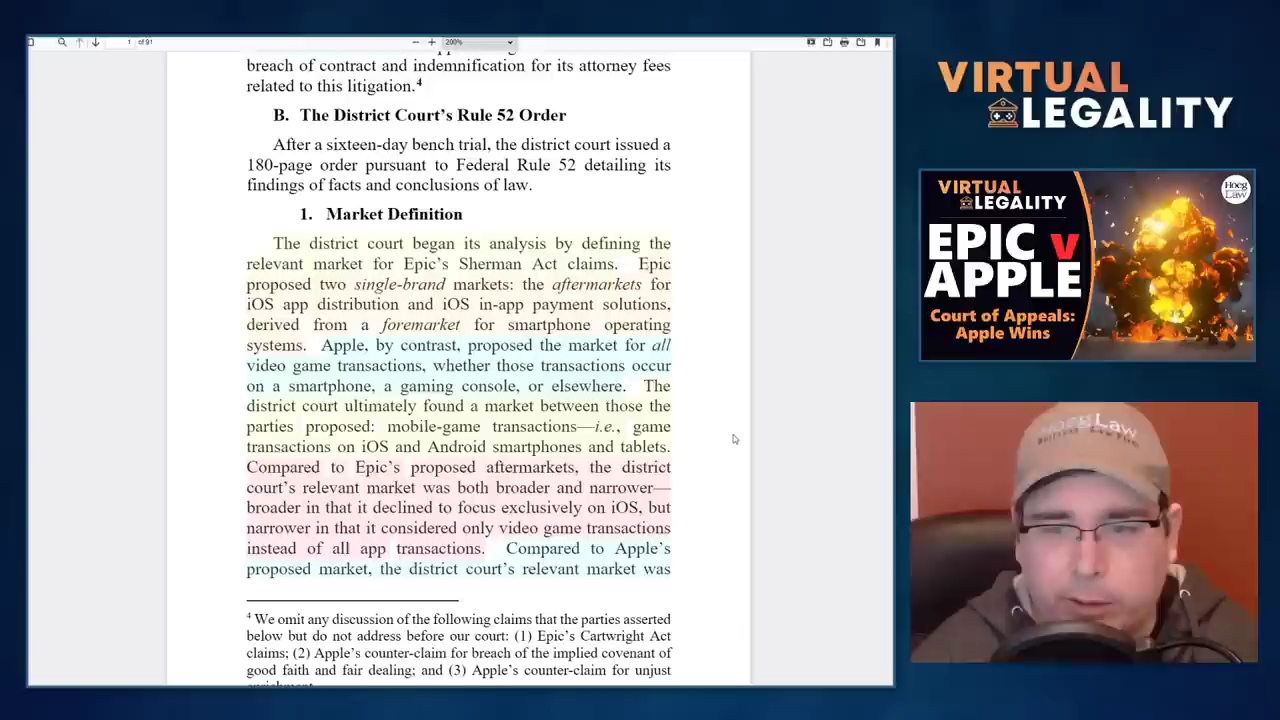 1 of 91
200%
breach of contract and indemnification for its attorney fees
related to this litigation.⁴
B. The District Court's Rule 52 Order
After a sixteen-day bench trial, the district court issued a
180-page order pursuant to Federal Rule 52 detailing its
findings of facts and conclusions of law.
1. Market Definition
The district court began its analysis by defining the
relevant market for Epic's Sherman Act claims. Epic
proposed two single-brand markets: the aftermarkets for
iOS app distribution and iOS in-app payment solutions,
derived from a foremarket for smartphone operating
systems. Apple, by contrast, proposed the market for all
video game transactions, whether those transactions occur
on a smartphone, a gaming console, or elsewhere. The
district court ultimately found a market between those the
parties proposed: mobile-game transactions—i.e., game
transactions on iOS and Android smartphones and tablets.
Compared to Epic's proposed aftermarkets, the district
court's relevant market was both broader and narrower—
broader in that it declined to focus exclusively on iOS, but
narrower in that it considered only video game transactions
instead of all app transactions. Compared to Apple's
proposed market, the district court's relevant market was
⁴ We omit any discussion of the following claims that the parties asserted
below but do not address before our court: (1) Epic's Cartwright Act
claims; (2) Apple's counter-claim for breach of the implied covenant of
good faith and fair dealing; and (3) Apple's counter-claim for unjust
VIRTUAL
LEGALITY
VIRTUAL
LEGALITY
Hoeg
Law
EPIC v
APPLE
Court of Appeals:
Apple Wins
Hoeg Law